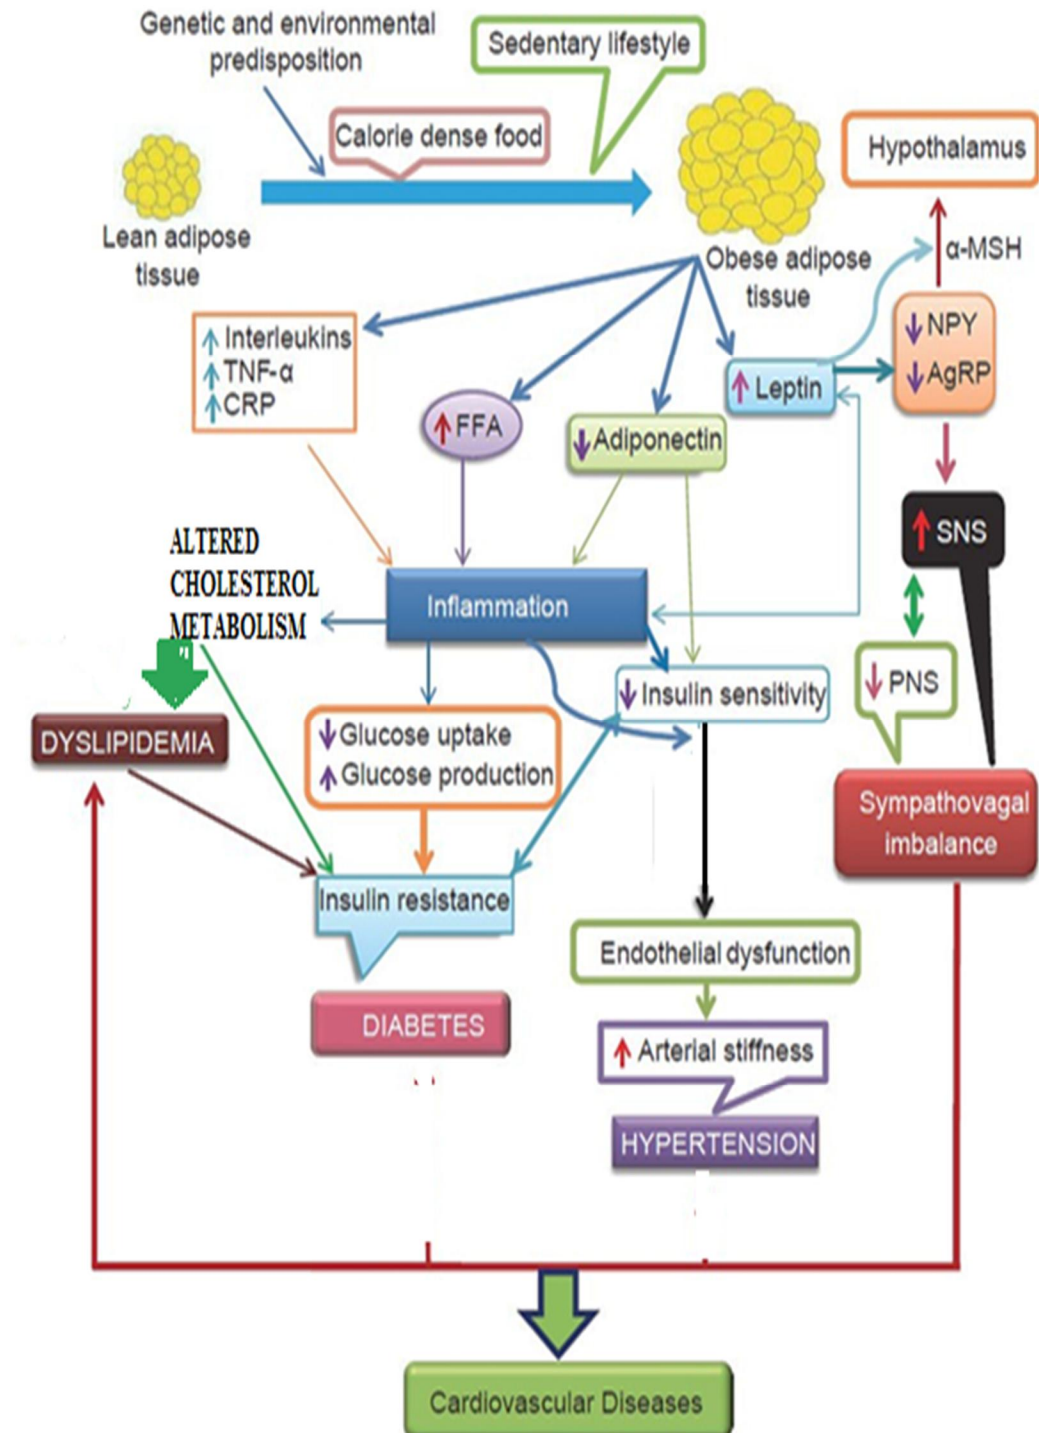 Genetic and environmental
predisposition
Sedentary lifestyle
Calorie dense food
Hypothalamus
Lean adipose
tissue
Obese adipose
tissue
α-MSH
↑ Interleukins
↑ TNF-α
↑ CRP
↑ FFA
↓ Adiponectin
↑ Leptin
↓ NPY
↓ AgRP
↑ SNS
ALTERED
CHOLESTEROL
METABOLISM
Inflammation
↓ Insulin sensitivity
↓ PNS
DYSLIPIDEMIA
↓ Glucose uptake
↑ Glucose production
Sympathovagal
imbalance
Insulin resistance
Endothelial dysfunction
DIABETES
↑ Arterial stiffness
HYPERTENSION
Cardiovascular Diseases